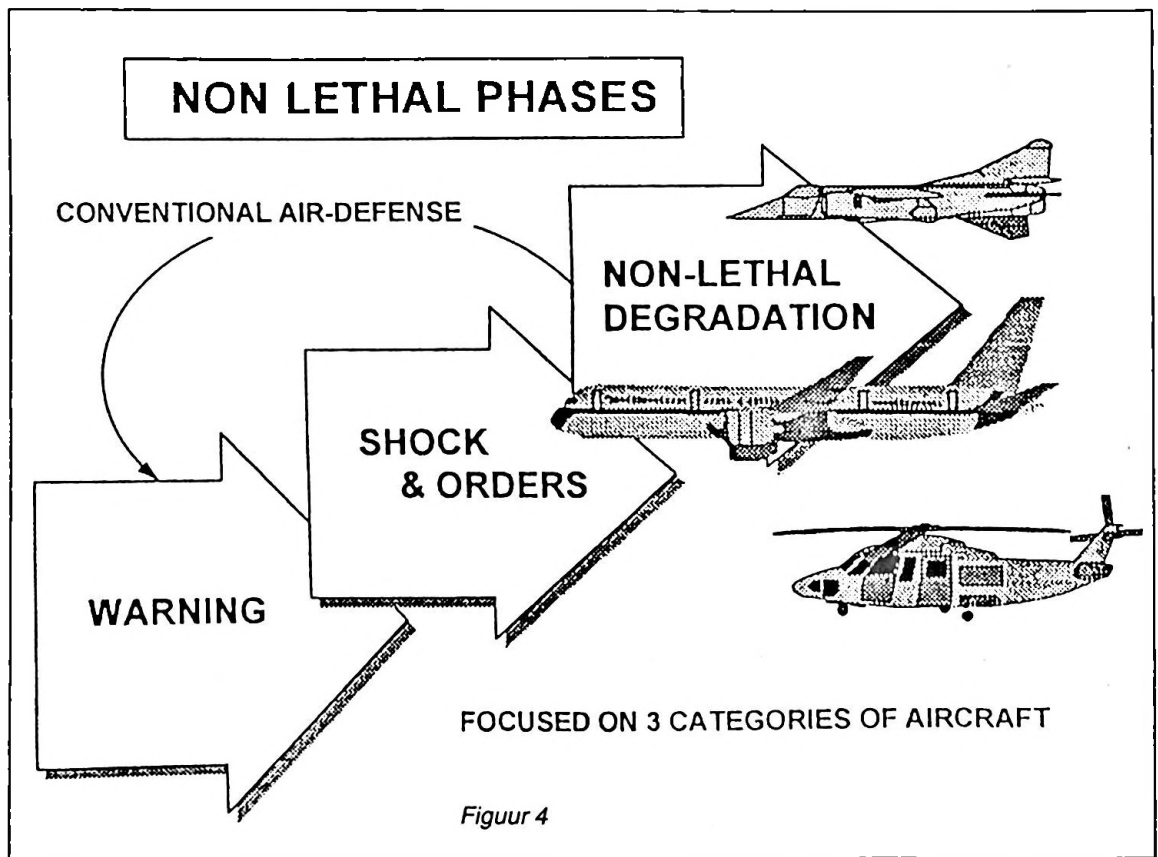 NON LETHAL PHASES
CONVENTIONAL AIR-DEFENSE
NON-LETHAL
DEGRADATION
SHOCK
& ORDERS
WARNING
FOCUSED ON 3 CATEGORIES OF AIRCRAFT
Figuur 4